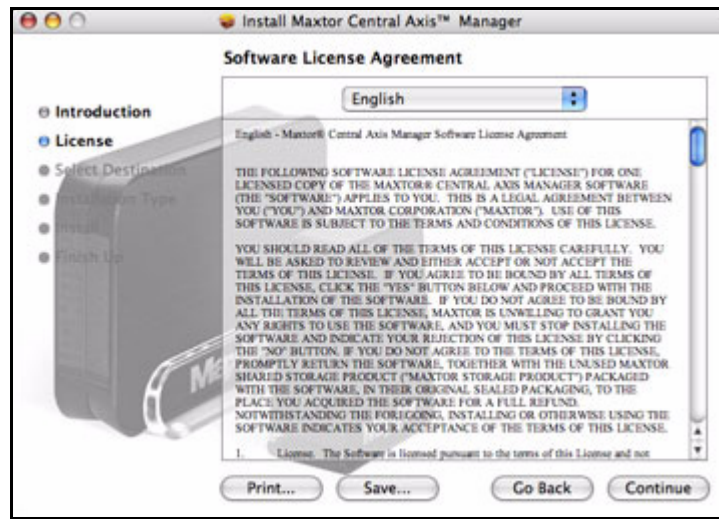 Install Maxtor Central Axis™ Manager
Software License Agreement
English
Introduction
License
Select Destination
Installation Type
Install
Finish Up
English - Maxtor® Central Axis Manager Software License Agreement
THE FOLLOWING SOFTWARE LICENSE AGREEMENT ("LICENSE") FOR ONE
LICENSED COPY OF THE MAXTOR® CENTRAL AXIS MANAGER SOFTWARE
(THE "SOFTWARE") APPLIES TO YOU. THIS IS A LEGAL AGREEMENT BETWEEN
YOU ("YOU") AND MAXTOR CORPORATION ("MAXTOR"). USE OF THIS
SOFTWARE IS SUBJECT TO THE TERMS AND CONDITIONS OF THIS LICENSE.
YOU SHOULD READ ALL OF THE TERMS OF THIS LICENSE CAREFULLY. YOU
WILL BE ASKED TO REVIEW AND EITHER ACCEPT OR NOT ACCEPT THE
TERMS OF THIS LICENSE. IF YOU AGREE TO BE BOUND BY ALL TERMS OF
THIS LICENSE, CLICK THE "YES" BUTTON BELOW AND PROCEED WITH THE
INSTALLATION OF THE SOFTWARE. IF YOU DO NOT AGREE TO BE BOUND BY
ALL THE TERMS OF THIS LICENSE, MAXTOR IS UNWILLING TO GRANT YOU
ANY RIGHTS TO USE THE SOFTWARE, AND YOU MUST STOP INSTALLING THE
SOFTWARE AND INDICATE YOUR REJECTION OF THIS LICENSE BY CLICKING
THE "NO" BUTTON. IF YOU DO NOT AGREE TO THE TERMS OF THIS LICENSE,
PROMPTLY RETURN THE SOFTWARE, TOGETHER WITH THE UNUSED MAXTOR
SHARED STORAGE PRODUCT ("MAXTOR STORAGE PRODUCT") PACKAGED
WITH THE SOFTWARE, IN THEIR ORIGINAL SEALED PACKAGING, TO THE
PLACE YOU ACQUIRED THE SOFTWARE FOR A FULL REFUND.
NOTWITHSTANDING THE FOREGOING, INSTALLING OR OTHERWISE USING THE
SOFTWARE INDICATES YOUR ACCEPTANCE OF THE TERMS OF THIS LICENSE.
1. License. The Software is licensed pursuant to the terms of this License and not
Print... Save... Go Back Continue